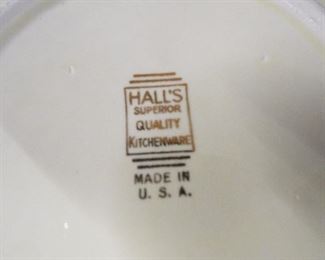 HALL'S
SUPERIOR
QUALITY
KITCHENWARE
MADE IN
U. S. A.